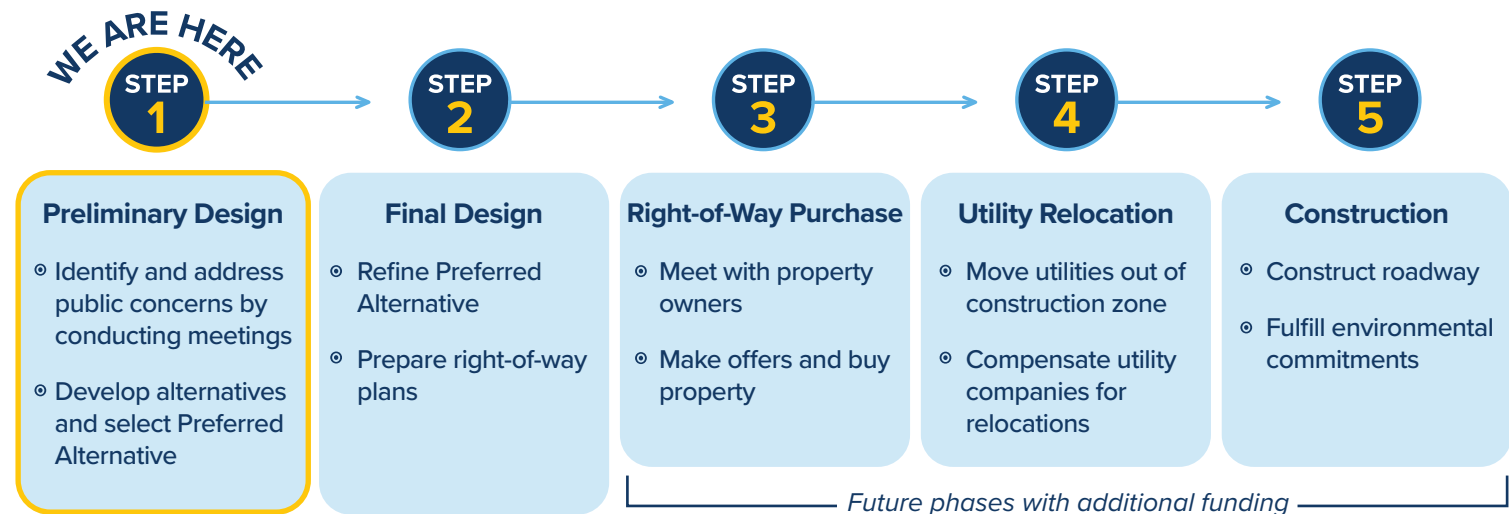 WE ARE HERE
STEP
1
STEP
2
STEP
3
STEP
4
STEP
5
Preliminary Design
Identify and address
public concerns by
conducting meetings
Develop alternatives
and select Preferred
Alternative
Final Design
Refine Preferred
Alternative
Prepare right-of-way
plans
Right-of-Way Purchase
Meet with property
owners
Make offers and buy
property
Utility Relocation
Move utilities out of
construction zone
Compensate utility
companies for
relocations
Construction
Construct roadway
Fulfill environmental
commitments
Future phases with additional funding